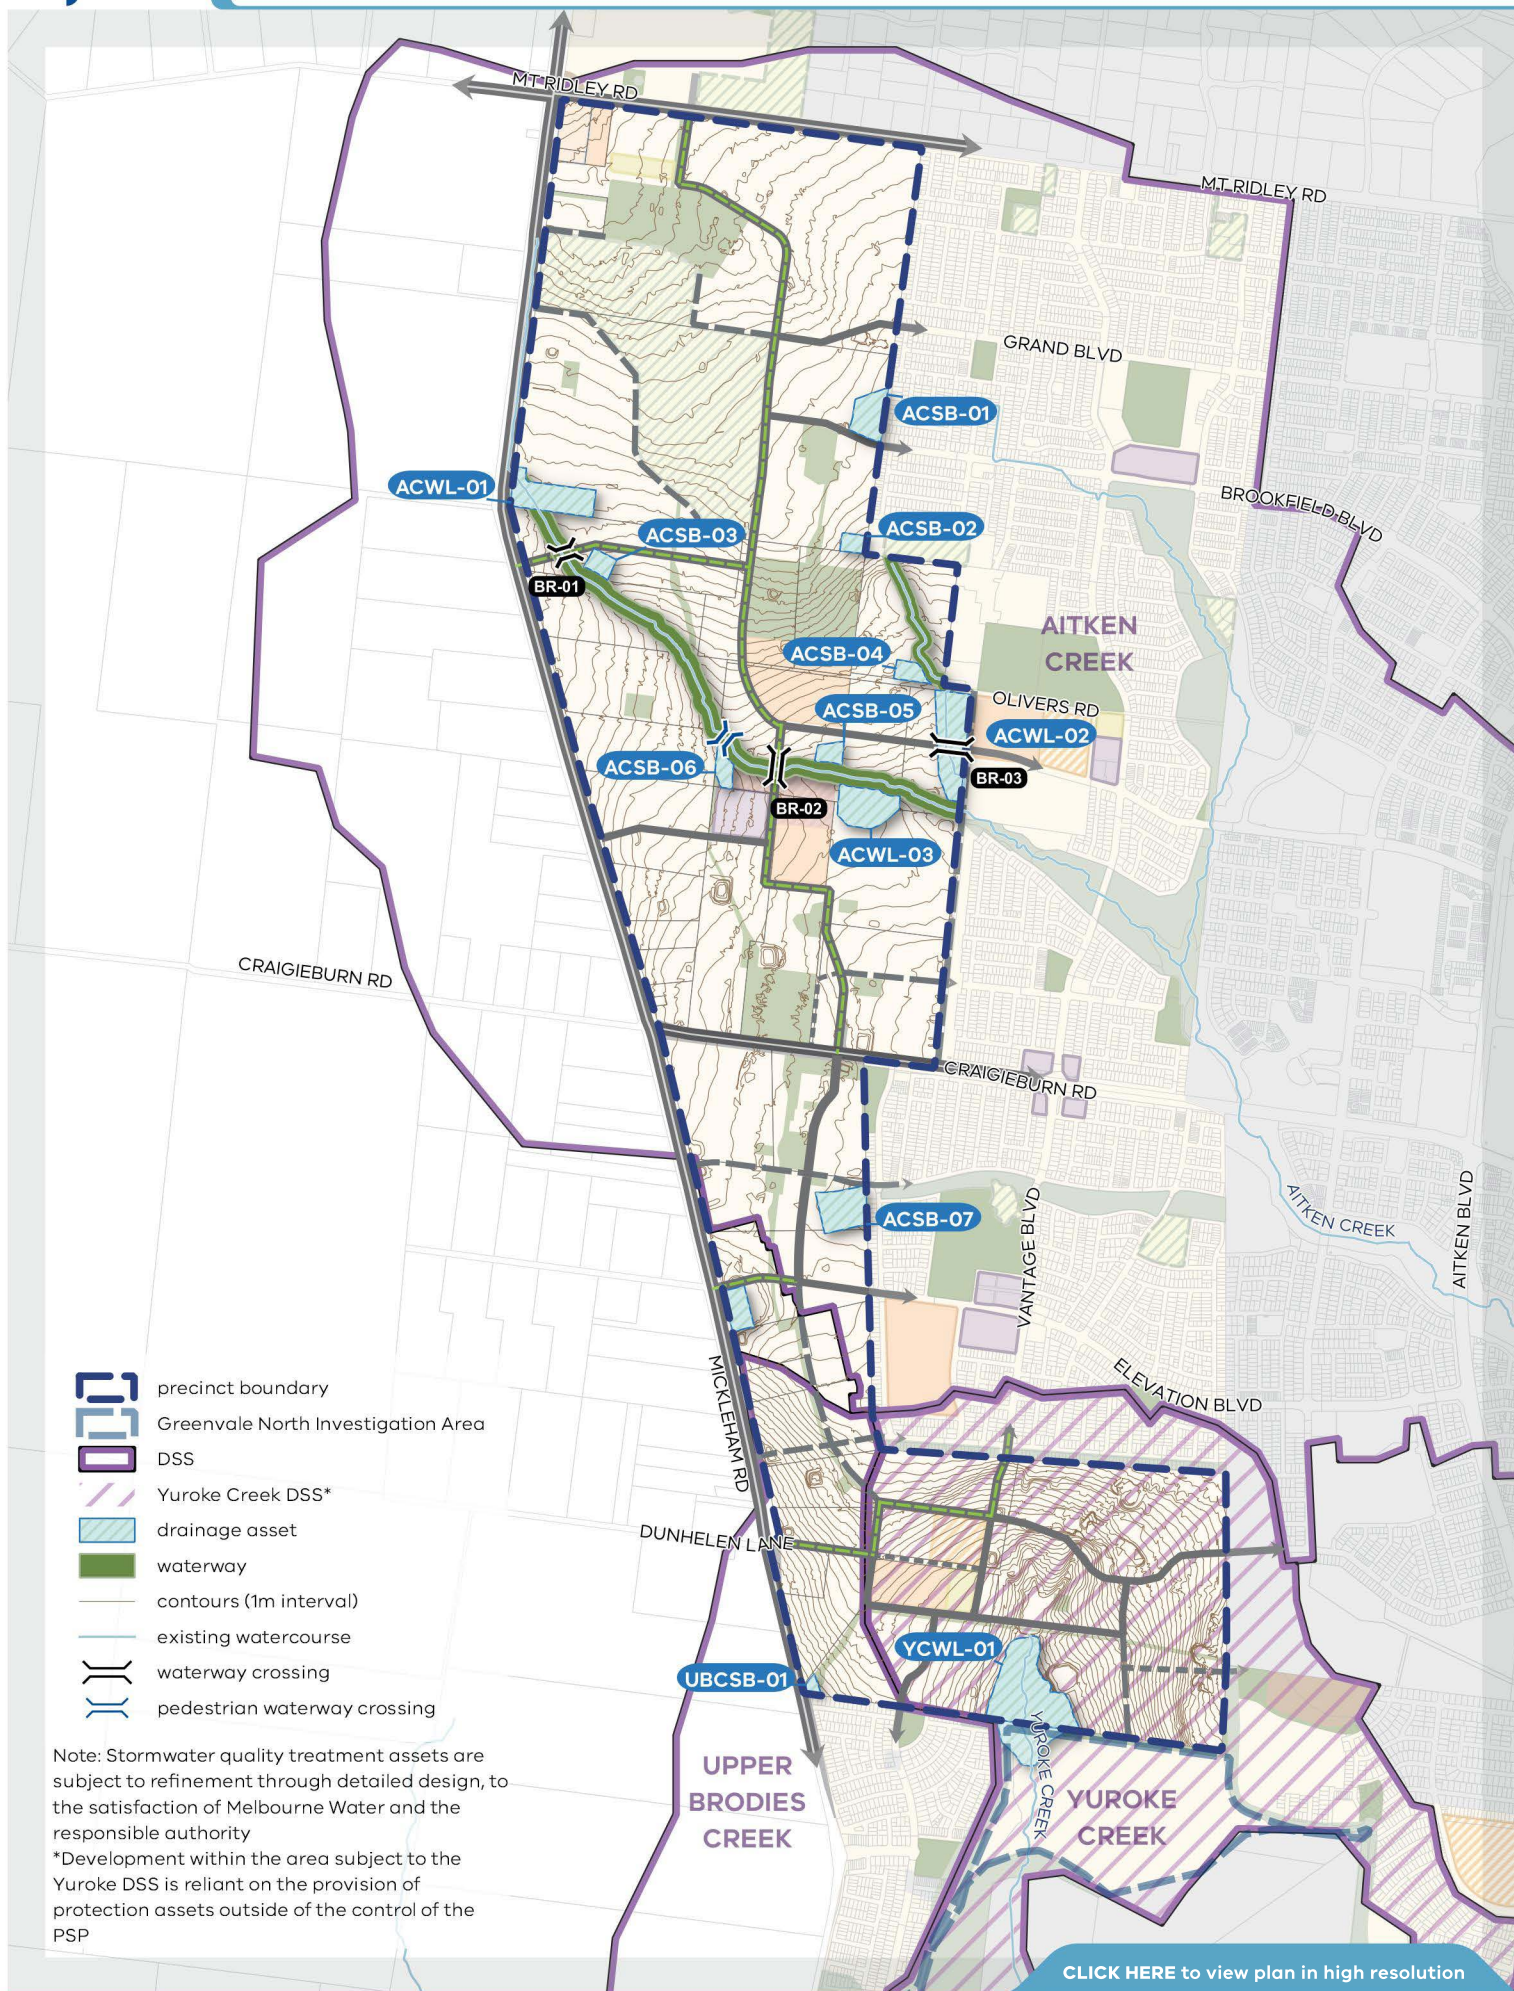 MT RIDLEY RD
MT RIDLEY RD
GRAND BLVD
ACSB-01
BROOKFIELD BLVD
ACWL-01
ACSB-02
ACSB-03
BR-01
AITKEN
CREEK
ACSB-04
OLIVERS RD
ACSB-05
ACWL-02
ACSB-06
BR-03
BR-02
ACWL-03
CRAIGIEBURN RD
CRAIGIEBURN RD
AITKEN CREEK
AITKEN BLVD
VANTAGE BLVD
ACSB-07
MICKLEHAM RD
ELEVATION BLVD
precinct boundary
Greenvale North Investigation Area
DSS
Yuroke Creek DSS*
drainage asset
waterway
contours (1m interval)
existing watercourse
waterway crossing
pedestrian waterway crossing
DUNHELEN LANE
YCWL-01
UBCSB-01
YUROKE CREEK
UPPER
BRODIES
CREEK
YUROKE
CREEK
Note: Stormwater quality treatment assets are
subject to refinement through detailed design, to
the satisfaction of Melbourne Water and the
responsible authority
*Development within the area subject to the
Yuroke DSS is reliant on the provision of
protection assets outside of the control of the
PSP
CLICK HERE to view plan in high resolution